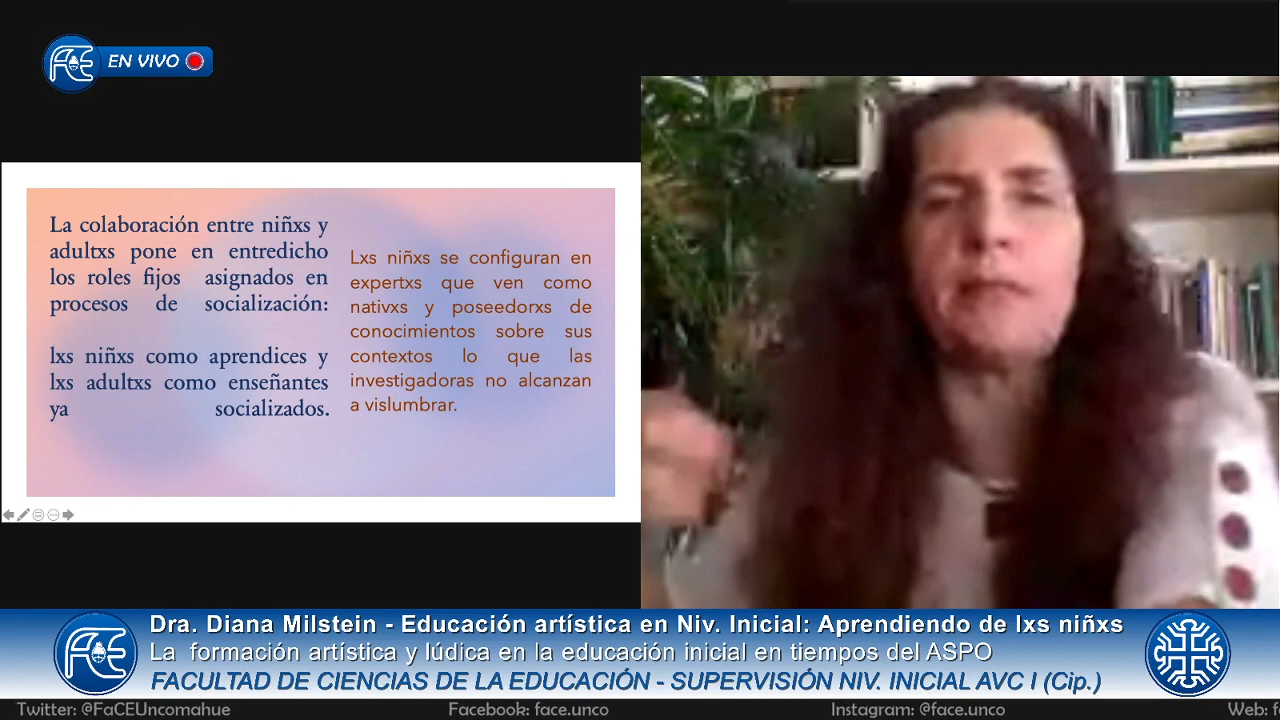 FCE
EN VIVO
La colaboración entre niñxs y
adultxs pone en entredicho
los roles fijos asignados en
procesos de socialización:
lxs niñxs como aprendices y
lxs adultxs como enseñantes
ya socializados.
Lxs niñxs se configuran en
expertxs que ven como
nativxs y poseedorxs de
conocimientos sobre sus
contextos lo que las
investigadoras no alcanzan
a vislumbrar.
FCE
Dra. Diana Milstein - Educación artística en Niv. Inicial: Aprendiendo de lxs niñxs
La formación artística y lúdica en la educación inicial en tiempos del ASPO
FACULTAD DE CIENCIAS DE LA EDUCACIÓN - SUPERVISIÓN NIV. INICIAL AVC I (Cip.)
Twitter: @FaCEUncomahue Facebook: face.unco Instagram: @face.unco Web: f